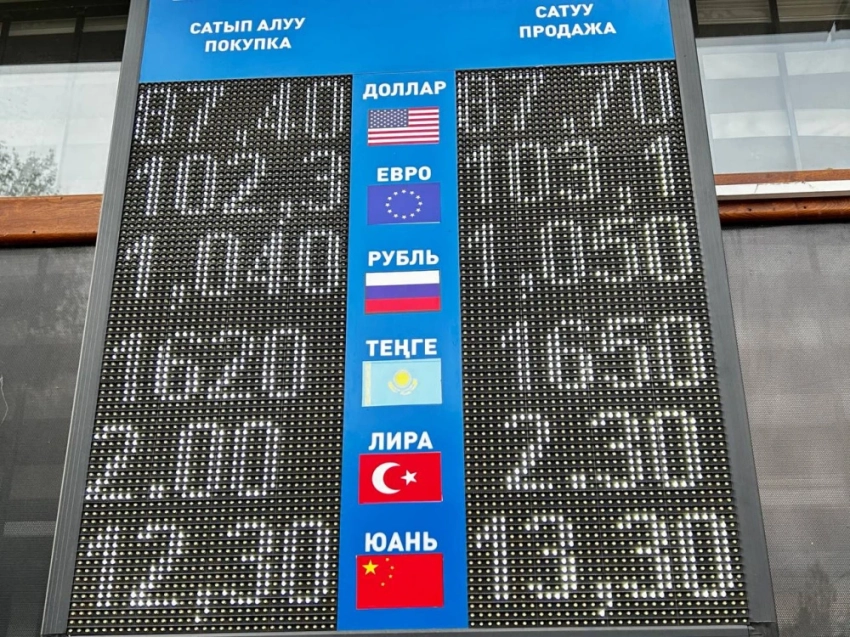 САТЫП АЛУУ
ПОКУПКА
САТУУ
ПРОДАЖА
87,40 ДОЛЛАР 87,70
102,3 ЕВРО 103,1
1,040 РУБЛЬ 1,050
1620 ТЕҢГЕ 1650
2.00 ЛИРА 2.30
12,30 ЮАНЬ 13,30